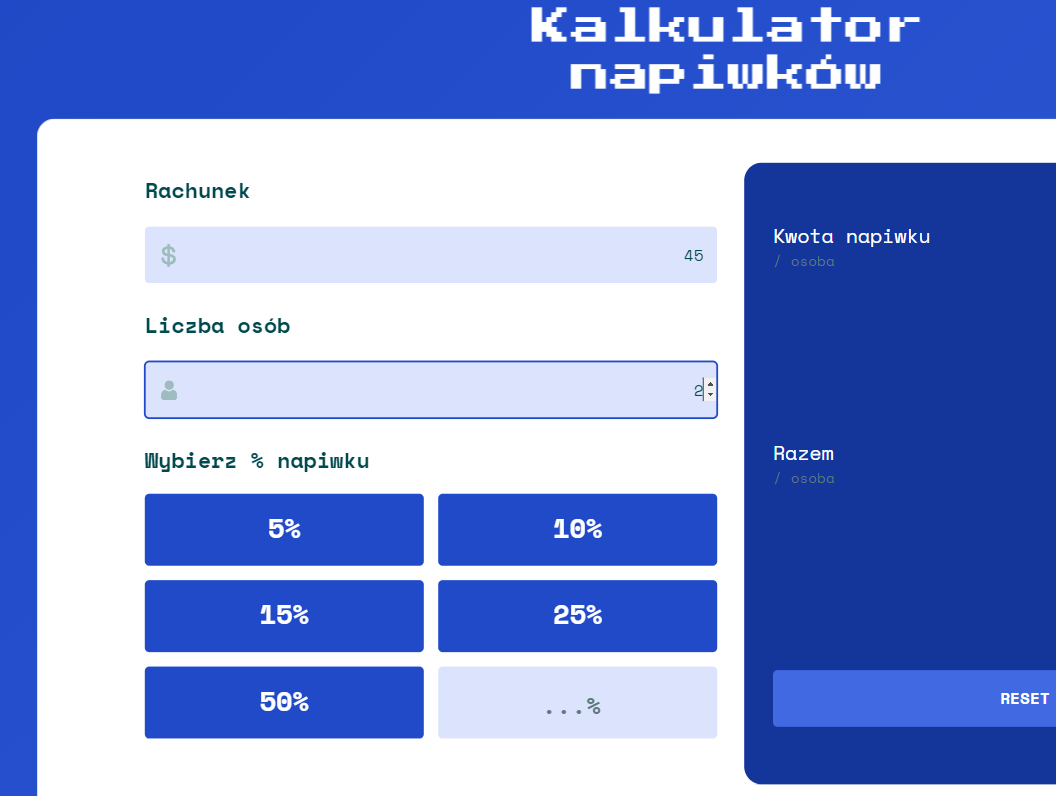 Kalkulator
napiwków
Rachunek
$ 45
Liczba osób
2
Wybierz % napiwku
5% 10%
15% 25%
50% ...%
Kwota napiwku
/ osoba
Razem
/ osoba
RESET